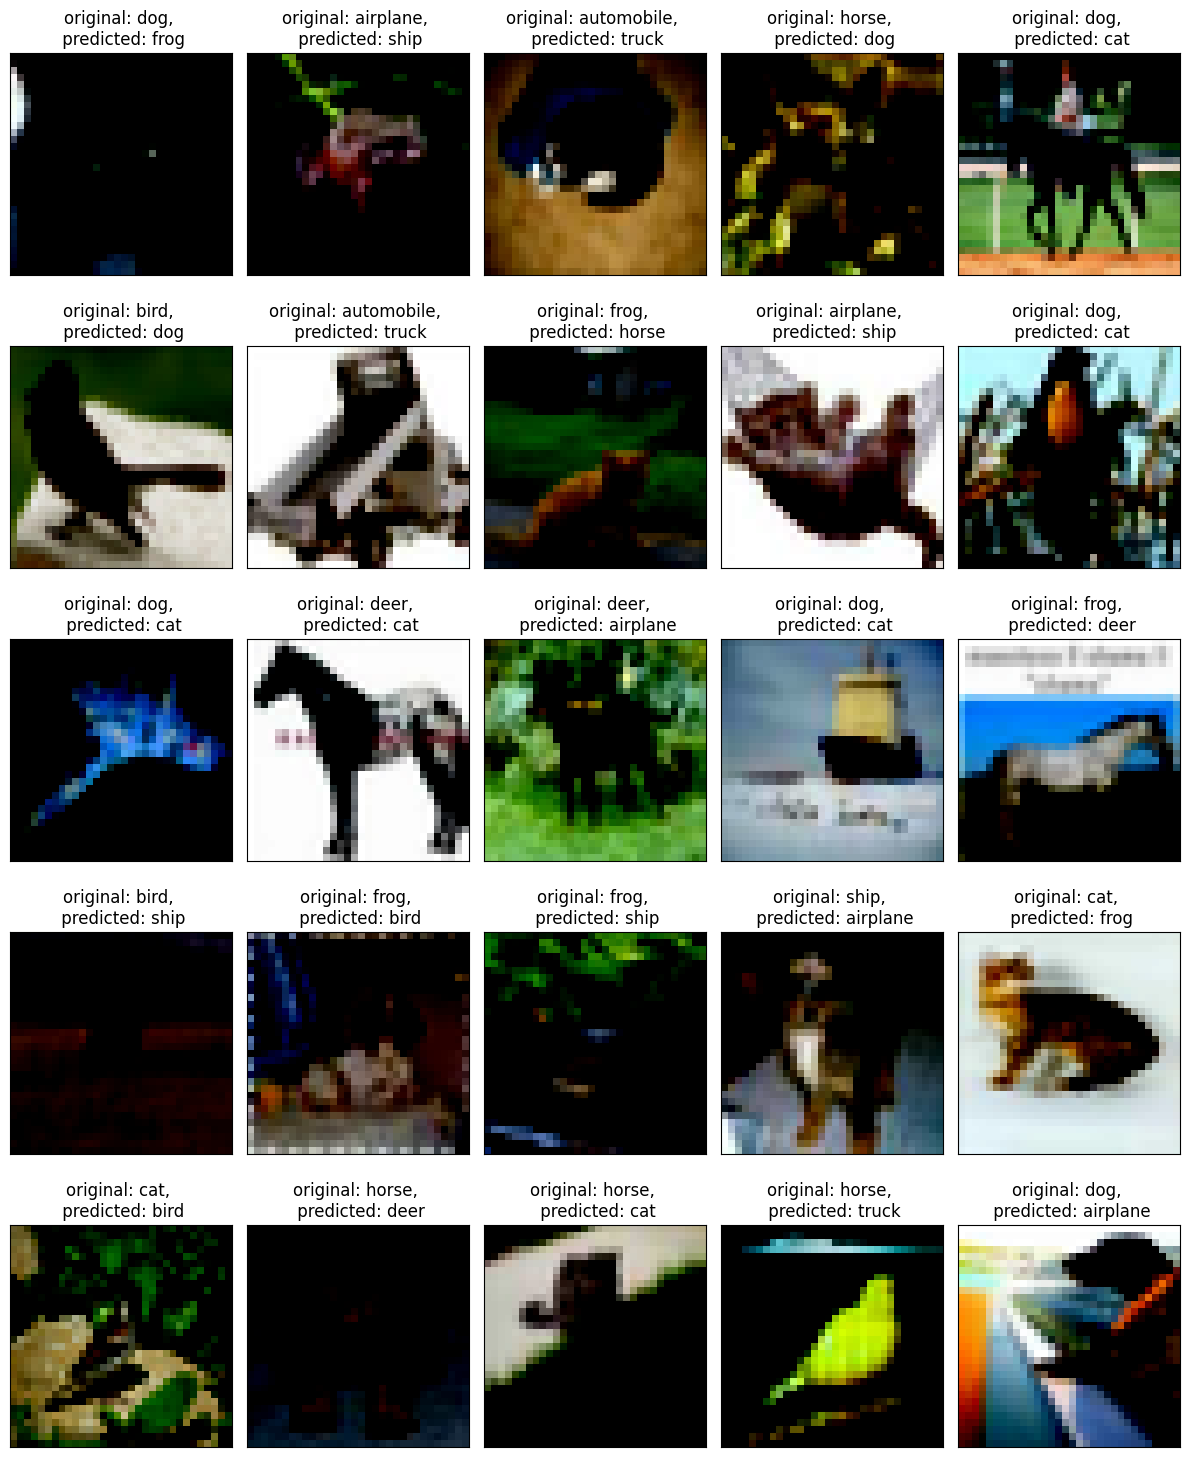 original: dog,
predicted: frog
original: airplane,
predicted: ship
original: automobile,
predicted: truck
original: horse,
predicted: dog
original: dog,
predicted: cat
original: bird,
predicted: dog
original: automobile,
predicted: truck
original: frog,
predicted: horse
original: airplane,
predicted: ship
original: dog,
predicted: cat
original: dog,
predicted: cat
original: deer,
predicted: cat
original: deer,
predicted: airplane
original: dog,
predicted: cat
original: frog,
predicted: deer
original: bird,
predicted: ship
original: frog,
predicted: bird
original: frog,
predicted: ship
original: ship,
predicted: airplane
original: cat,
predicted: frog
original: cat,
predicted: bird
original: horse,
predicted: deer
original: horse,
predicted: cat
original: horse,
predicted: truck
original: dog,
predicted: airplane